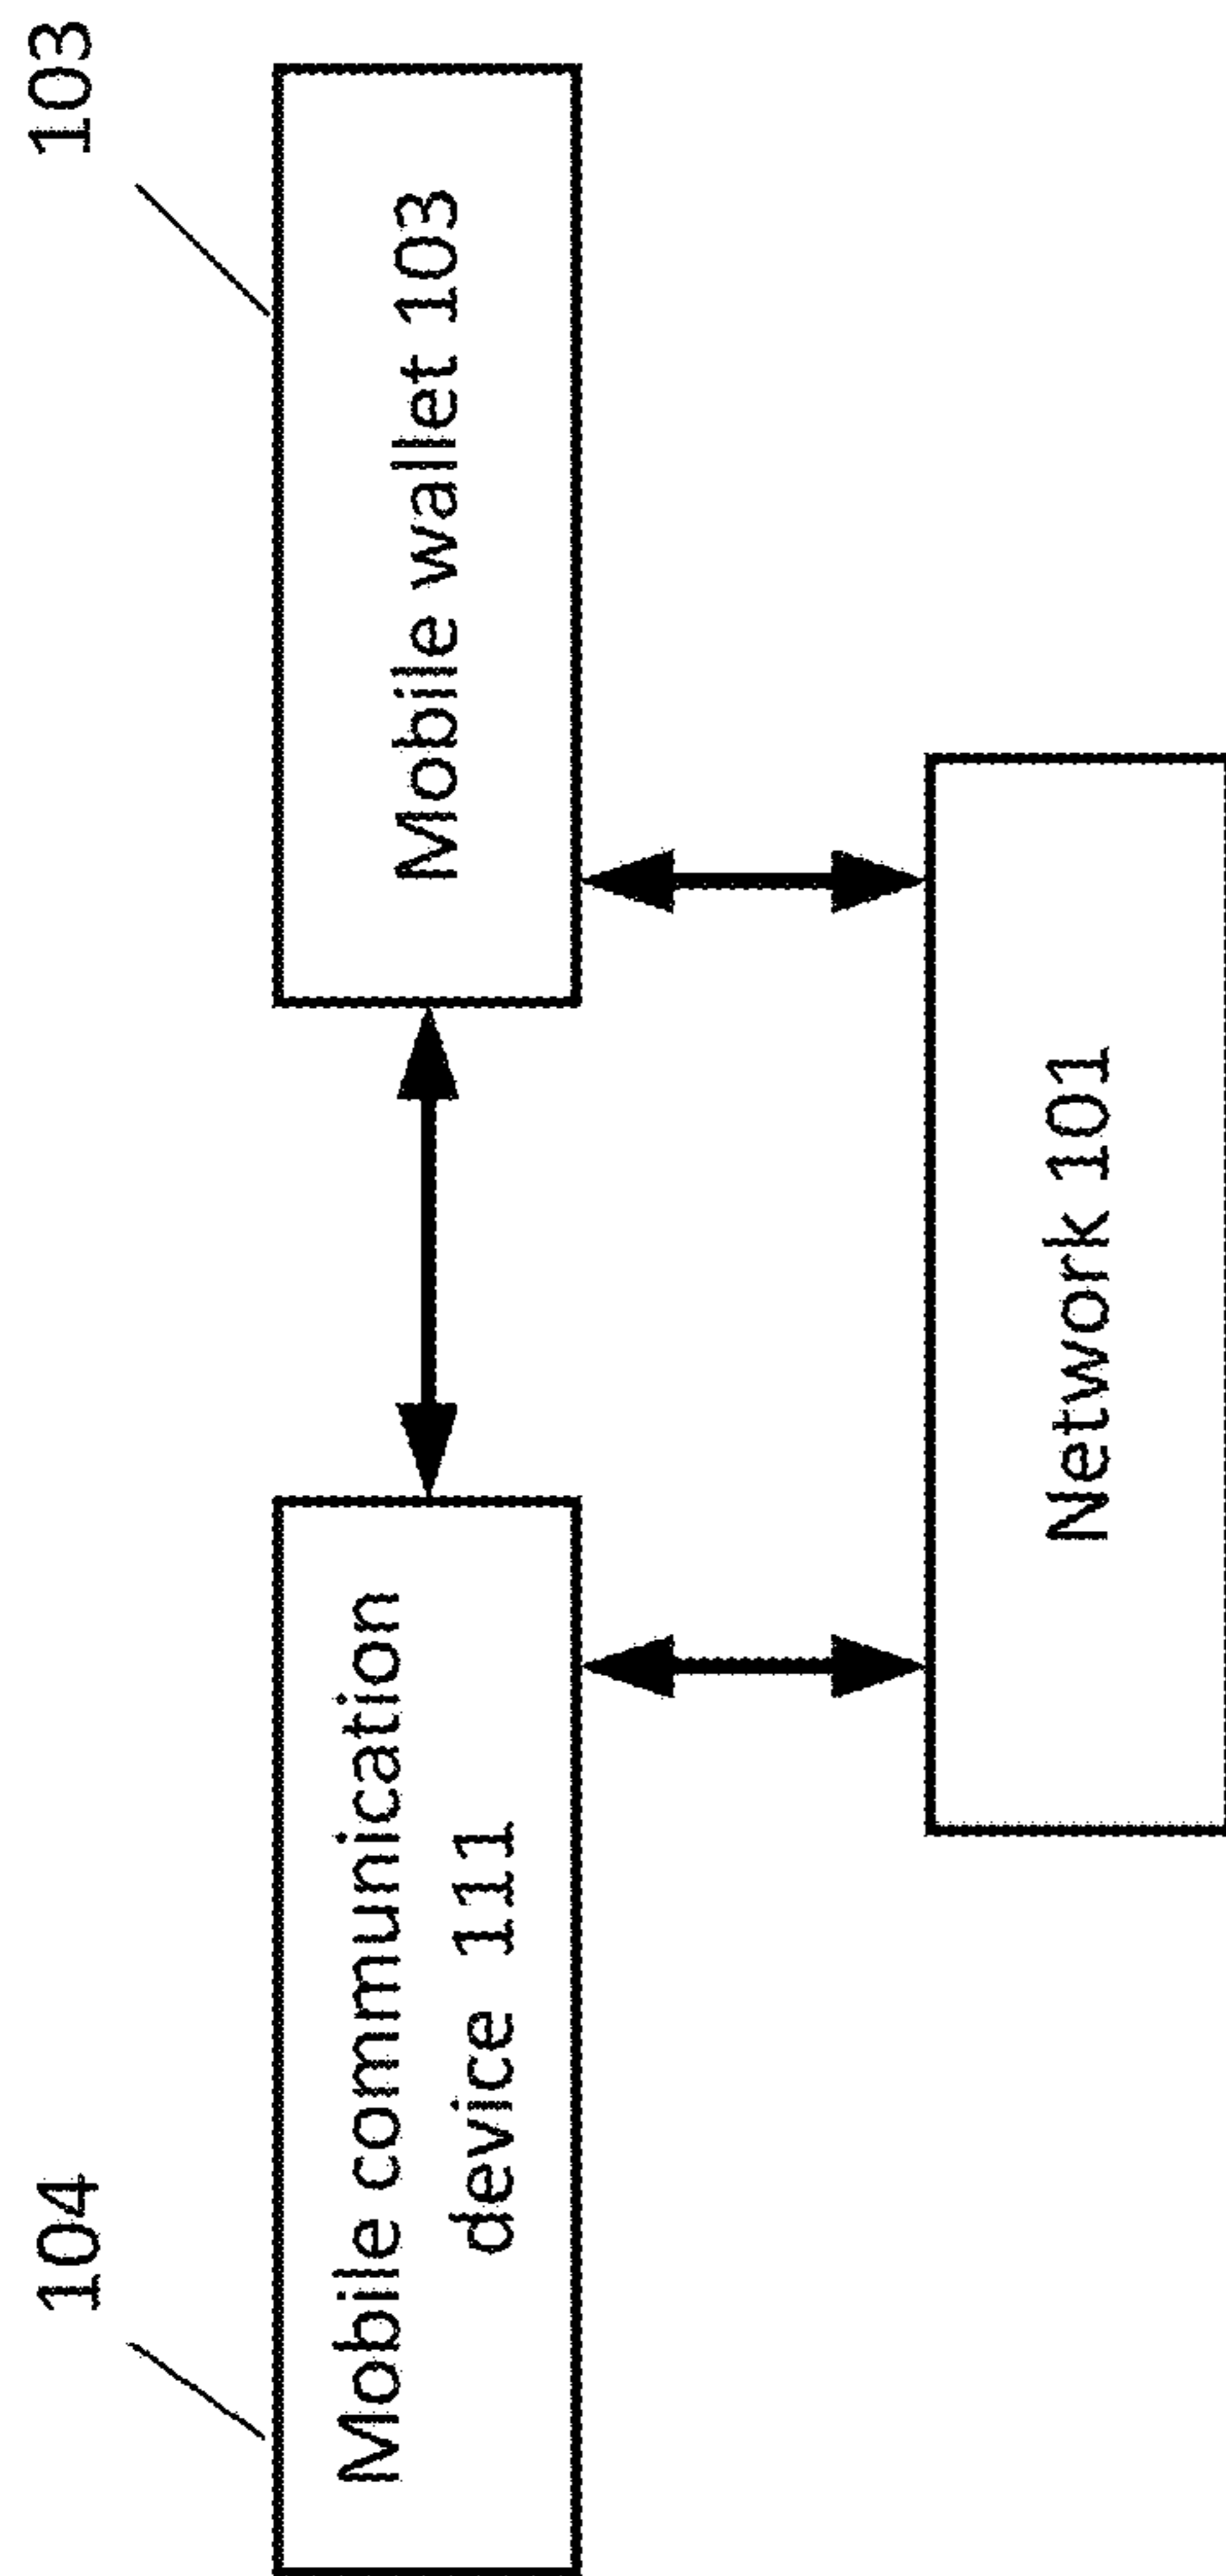 104
103
Mobile communication
device 111
Mobile wallet 103
Network 101